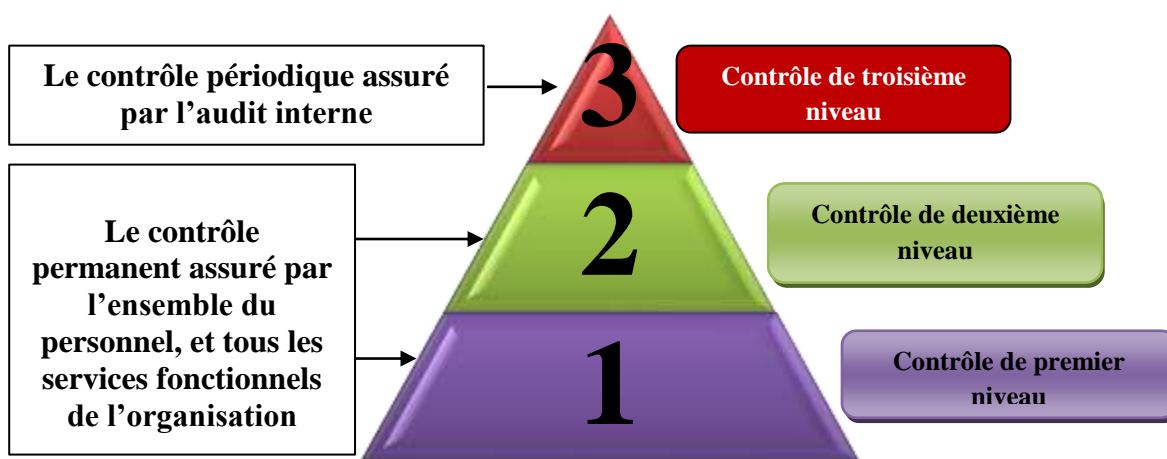 Le contrôle périodique assuré
par l’audit interne
3
Contrôle de troisième
niveau
Le contrôle
permanent assuré par
l’ensemble du
personnel, et tous les
services fonctionnels
de l’organisation
2
Contrôle de deuxième
niveau
1
Contrôle de premier
niveau